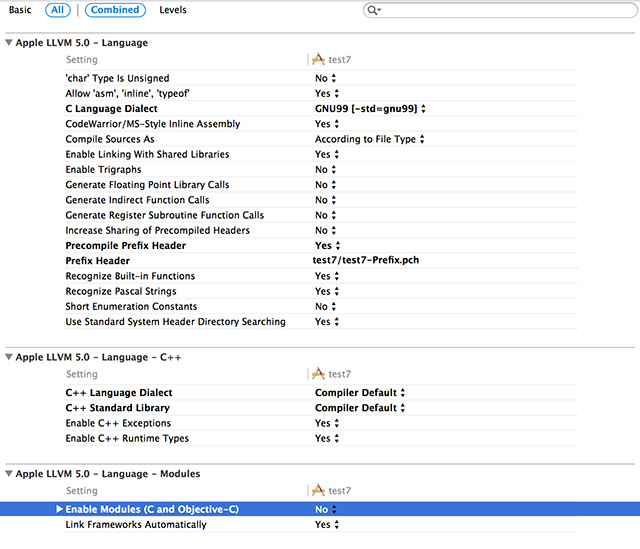 Basic All Combined Levels
Apple LLVM 5.0 - Language
Setting test7
'char' Type Is Unsigned No
Allow 'asm', 'inline', 'typeof' Yes
C Language Dialect GNU99 [-std=gnu99]
CodeWarrior/MS-Style Inline Assembly Yes
Compile Sources As According to File Type
Enable Linking With Shared Libraries Yes
Enable Trigraphs No
Generate Floating Point Library Calls No
Generate Indirect Function Calls No
Generate Register Subroutine Function Calls No
Increase Sharing of Precompiled Headers No
Precompile Prefix Header Yes
Prefix Header test7/test7-Prefix.pch
Recognize Built-in Functions Yes
Recognize Pascal Strings Yes
Short Enumeration Constants No
Use Standard System Header Directory Searching Yes
Apple LLVM 5.0 - Language - C++
Setting test7
C++ Language Dialect Compiler Default
C++ Standard Library Compiler Default
Enable C++ Exceptions Yes
Enable C++ Runtime Types Yes
Apple LLVM 5.0 - Language - Modules
Setting test7
Enable Modules (C and Objective-C) No
Link Frameworks Automatically Yes